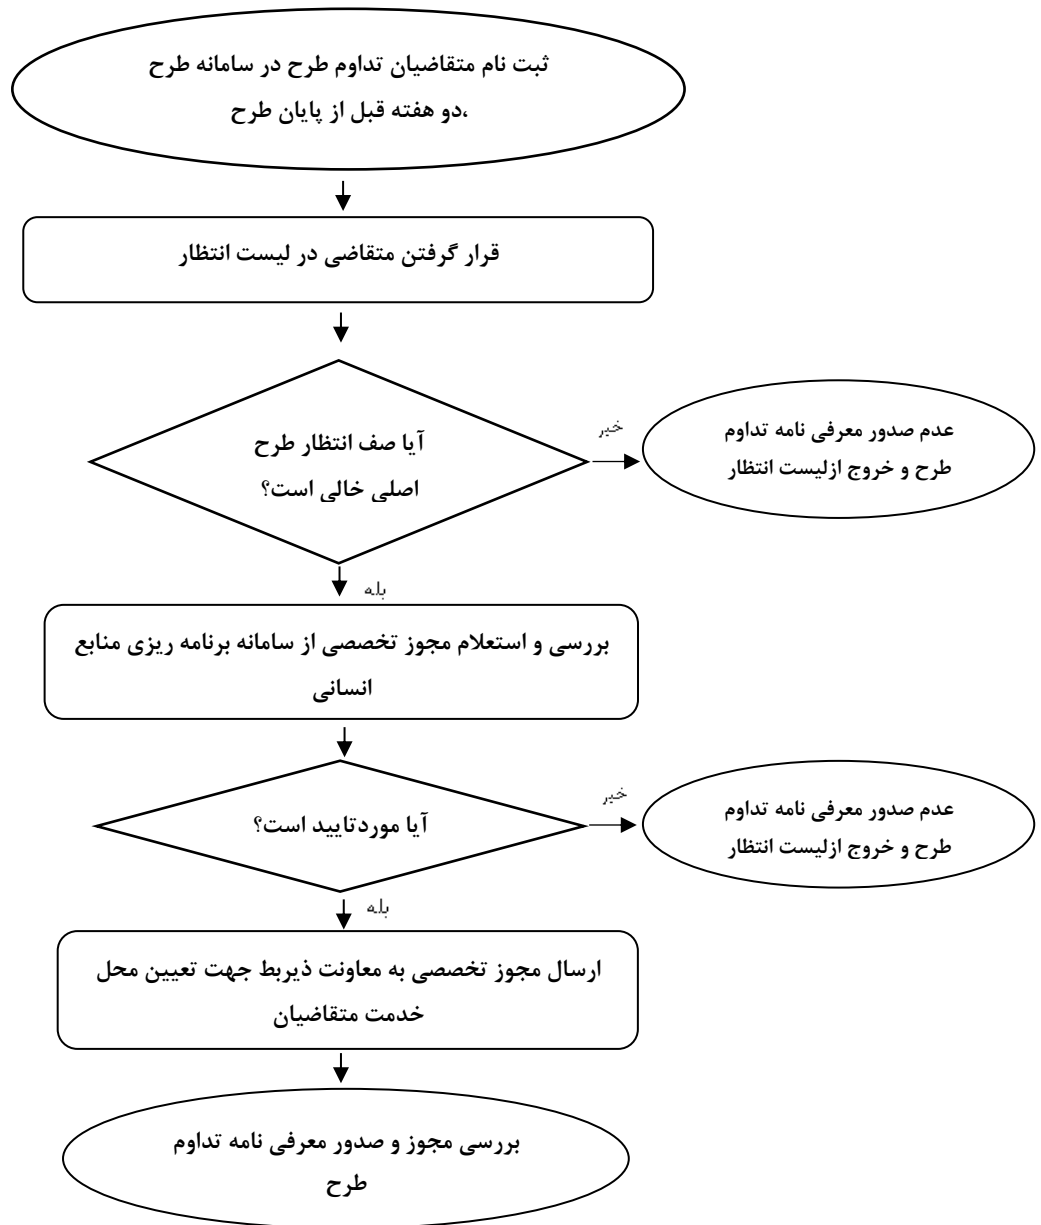 ثبت نام متقاضیان تداوم طرح در سامانه طرح
،دو هفته قبل از پایان طرح
قرار گرفتن متقاضی در لیست انتظار
آیا صف انتظار طرح
اصلی خالی است؟
خیر
عدم صدور معرفی نامه تداوم
طرح و خروج ازلیست انتظار
بله
بررسی و استعلام مجوز تخصصی از سامانه برنامه ریزی منابع
انسانی
آیا موردتایید است؟
خیر
عدم صدور معرفی نامه تداوم
طرح و خروج ازلیست انتظار
بله
ارسال مجوز تخصصی به معاونت ذیربط جهت تعیین محل
خدمت متقاضیان
بررسی مجوز و صدور معرفی نامه تداوم
طرح